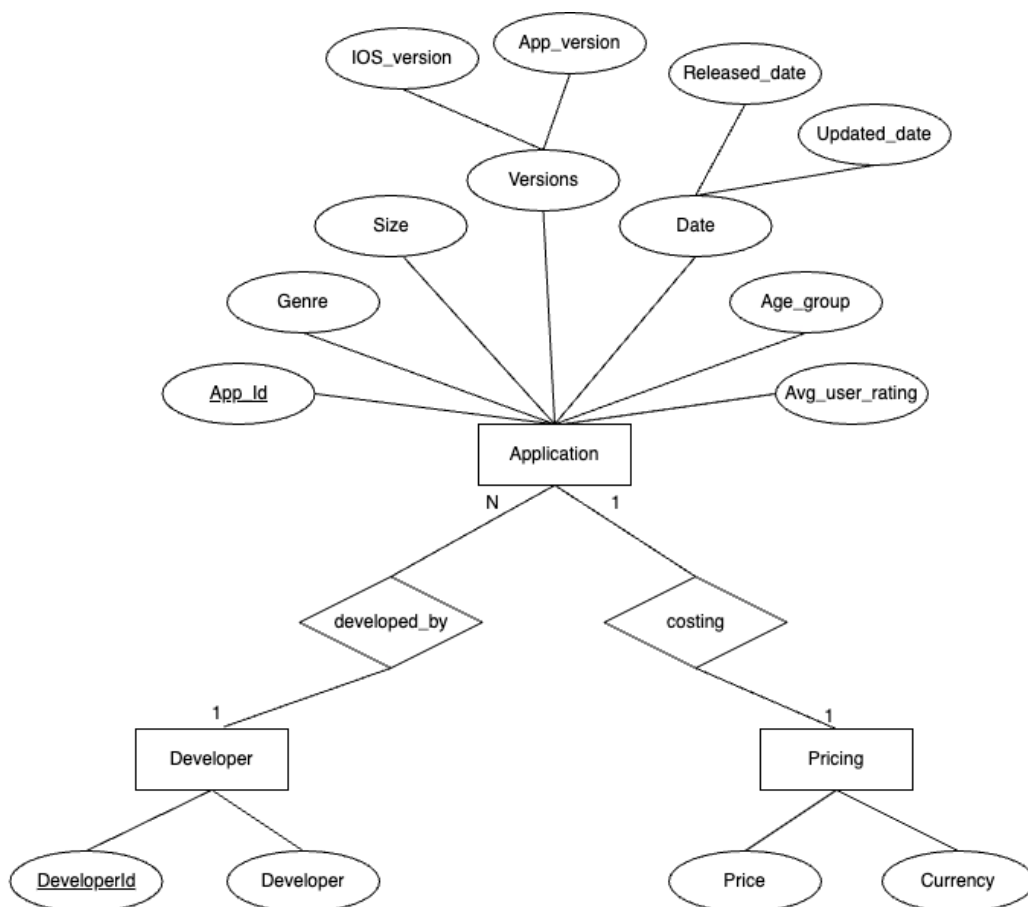 App_version
IOS_version
Released_date
Updated_date
Versions
Size
Date
Genre
Age_group
App_Id
Avg_user_rating
Application
N
1
developed_by
costing
1
1
Developer
Pricing
DeveloperId
Developer
Price
Currency